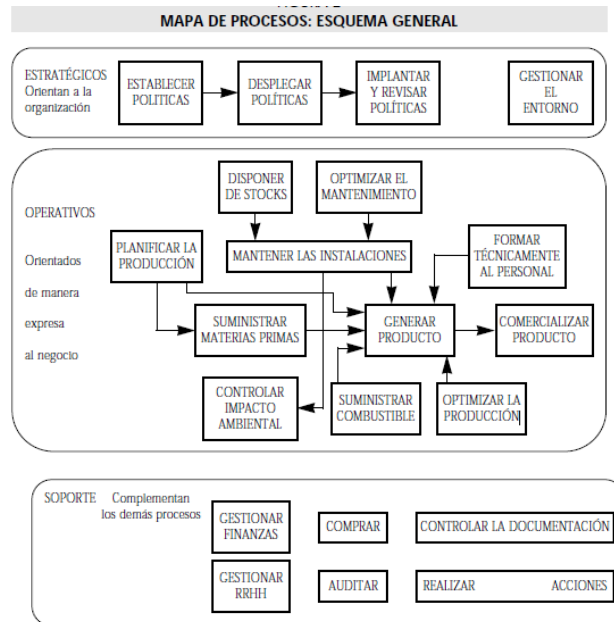 MAPA DE PROCESOS: ESQUEMA GENERAL
ESTRATÉGICOS
Orientan a la
organización
ESTABLECER
POLITICAS
DESPLEGAR
POLÍTICAS
IMPLANTAR
Y REVISAR
POLÍTICAS
GESTIONAR
EL
ENTORNO
DISPONER
DE STOCKS
OPTIMIZAR EL
MANTENIMIENTO
OPERATIVOS
Orientados
de manera
expresa
al negocio
PLANIFICAR LA
PRODUCCIÓN
MANTENER LAS INSTALACIONES
FORMAR
TÉCNICAMENTE
AL PERSONAL
SUMINISTRAR
MATERIAS PRIMAS
GENERAR
PRODUCTO
COMERCIALIZAR
PRODUCTO
CONTROLAR
IMPACTO
AMBIENTAL
SUMINISTRAR
COMBUSTIBLE
OPTIMIZAR LA
PRODUCCIÓN
SOPORTE Complementan
los demás procesos
GESTIONAR
FINANZAS
COMPRAR
CONTROLAR LA DOCUMENTACIÓN
GESTIONAR
RRHH
AUDITAR
REALIZAR ACCIONES